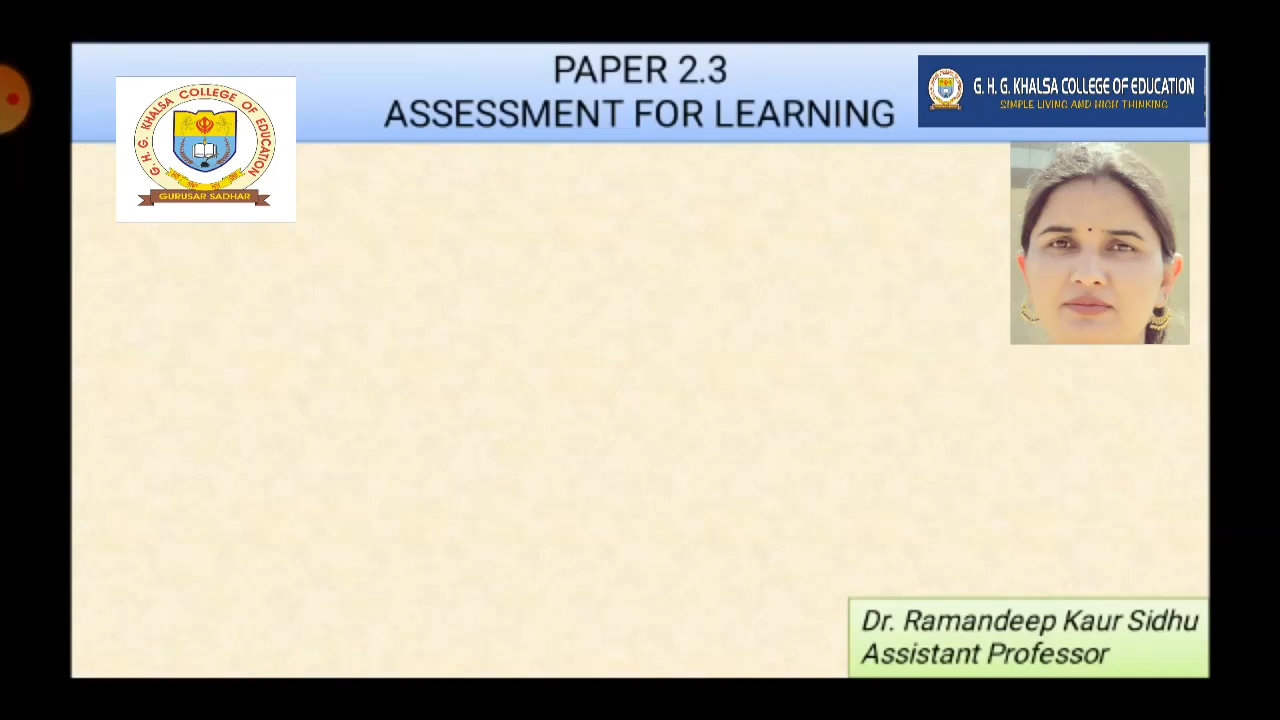 PAPER 2.3
ASSESSMENT FOR LEARNING
G. H. G. KHALSA COLLEGE OF EDUCATION
SIMPLE LIVING AND HIGH THINKING
G. H. G. KHALSA COLLEGE OF EDUCATION
GURUSAR SADHAR
Dr. Ramandeep Kaur Sidhu
Assistant Professor